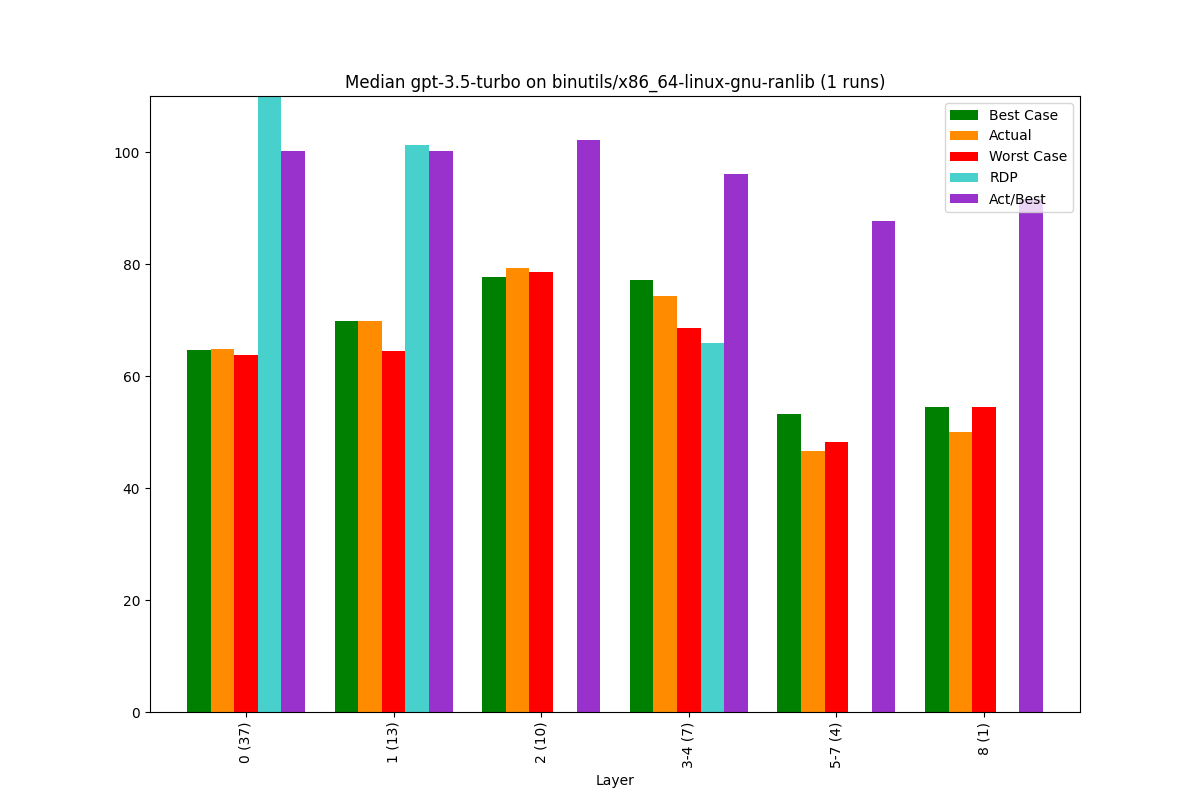 Median gpt-3.5-turbo on binutils/x86_64-linux-gnu-ranlib (1 runs)
Best Case
Actual
Worst Case
RDP
Act/Best
100
80
60
40
20
0
0 (37)
1 (13)
2 (10)
3-4 (7)
5-7 (4)
8 (1)
Layer